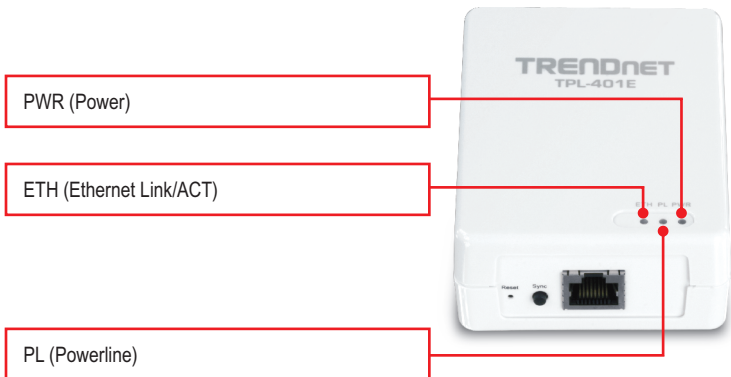 TRENDNET
TPL-401E
PWR (Power)
ETH (Ethernet Link/ACT)
ETH PL PWR
Reset
Sync
PL (Powerline)